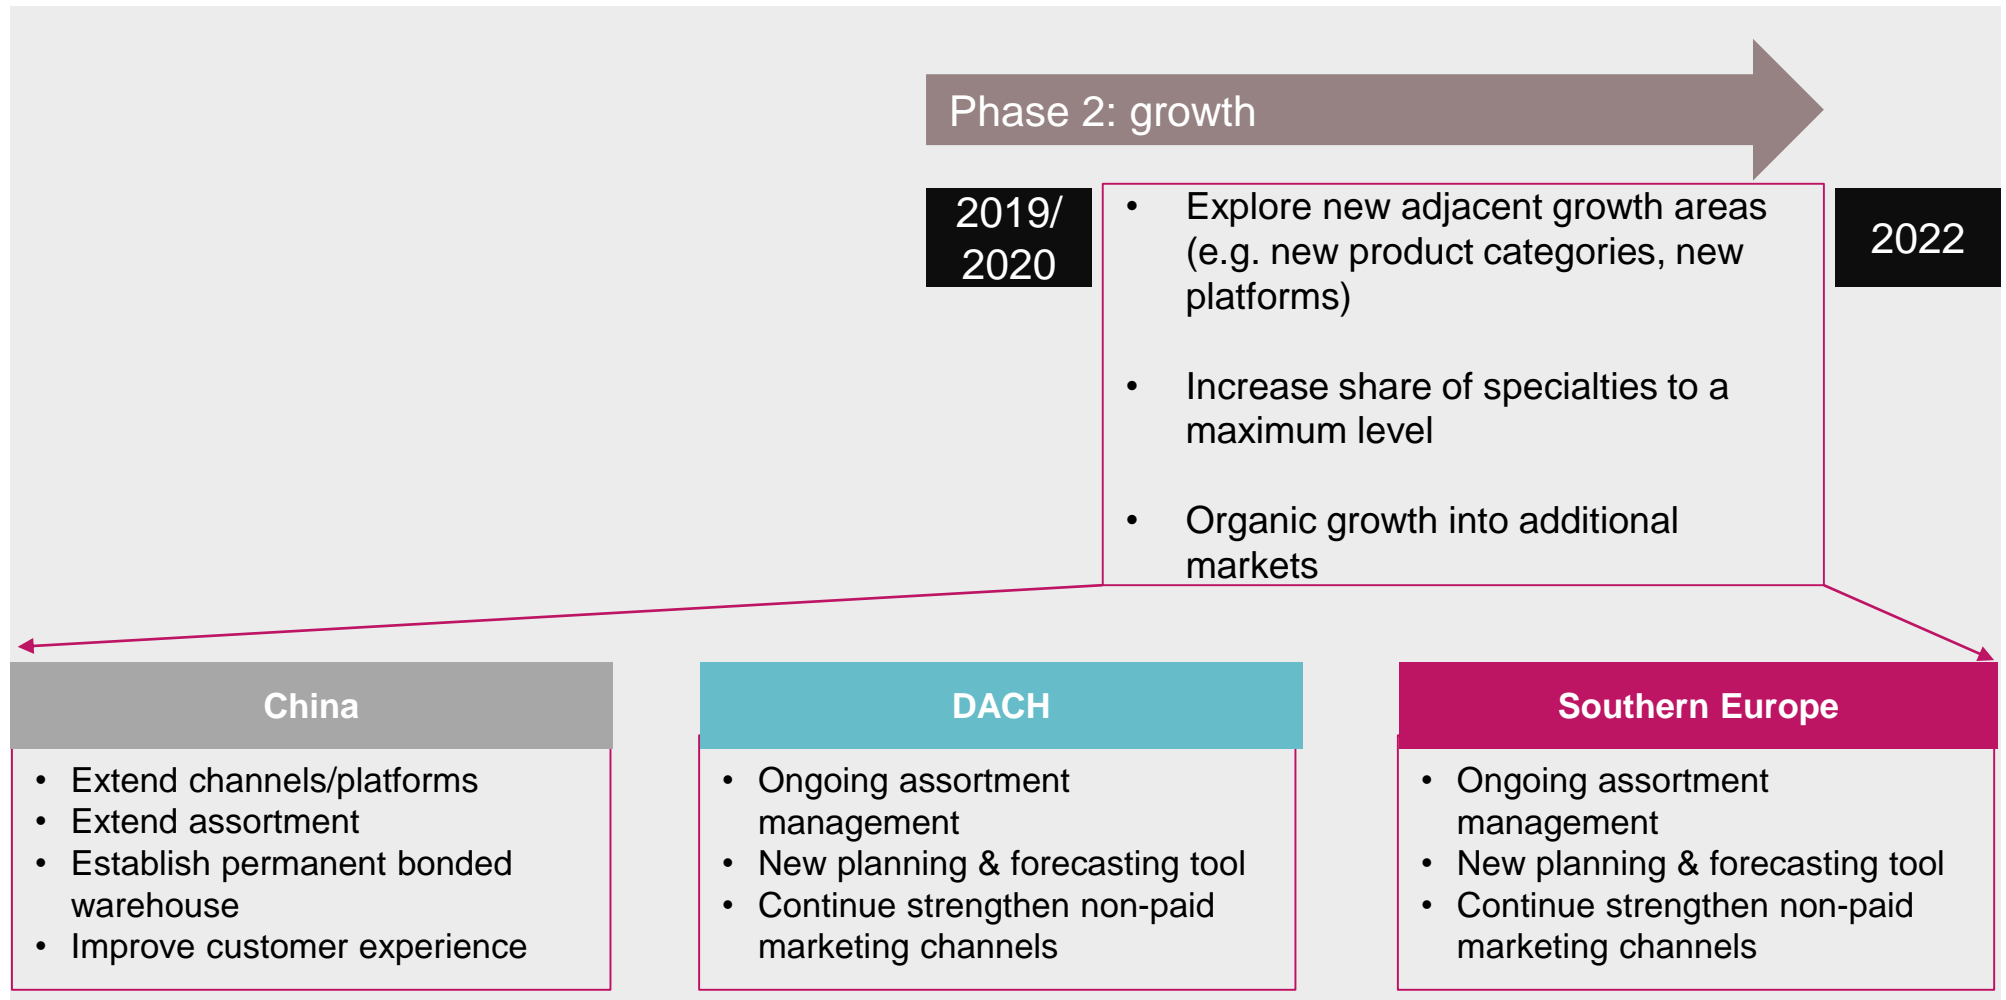 Phase 2: growth
2019/
2020
• Explore new adjacent growth areas
(e.g. new product categories, new
platforms)
• Increase share of specialties to a
maximum level
• Organic growth into additional
markets
2022
China
• Extend channels/platforms
• Extend assortment
• Establish permanent bonded
warehouse
• Improve customer experience
DACH
• Ongoing assortment
management
• New planning & forecasting tool
• Continue strengthen non-paid
marketing channels
Southern Europe
• Ongoing assortment
management
• New planning & forecasting tool
• Continue strengthen non-paid
marketing channels